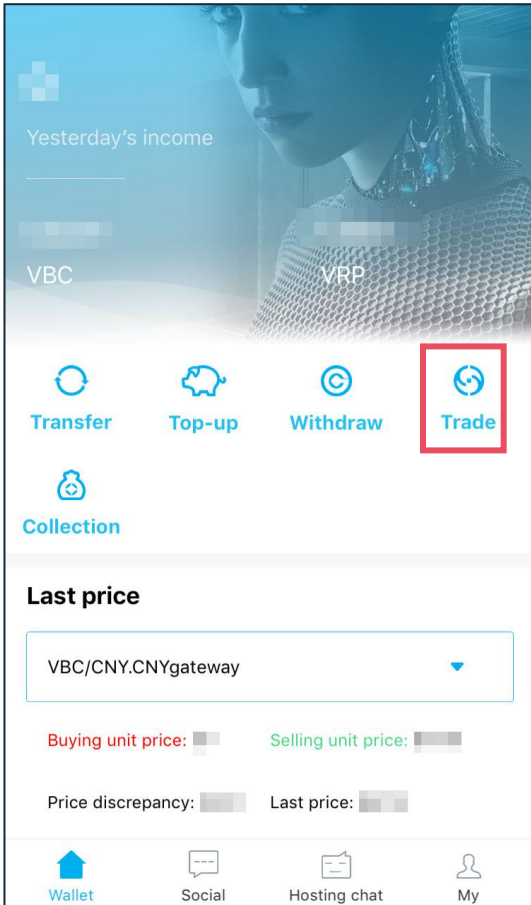 Yesterday's income
VBC VRP
Transfer Top-up Withdraw Trade
Collection
Last price
VBC/CNY.CNYgateway
Buying unit price: Selling unit price:
Price discrepancy: Last price:
Wallet Social Hosting chat My